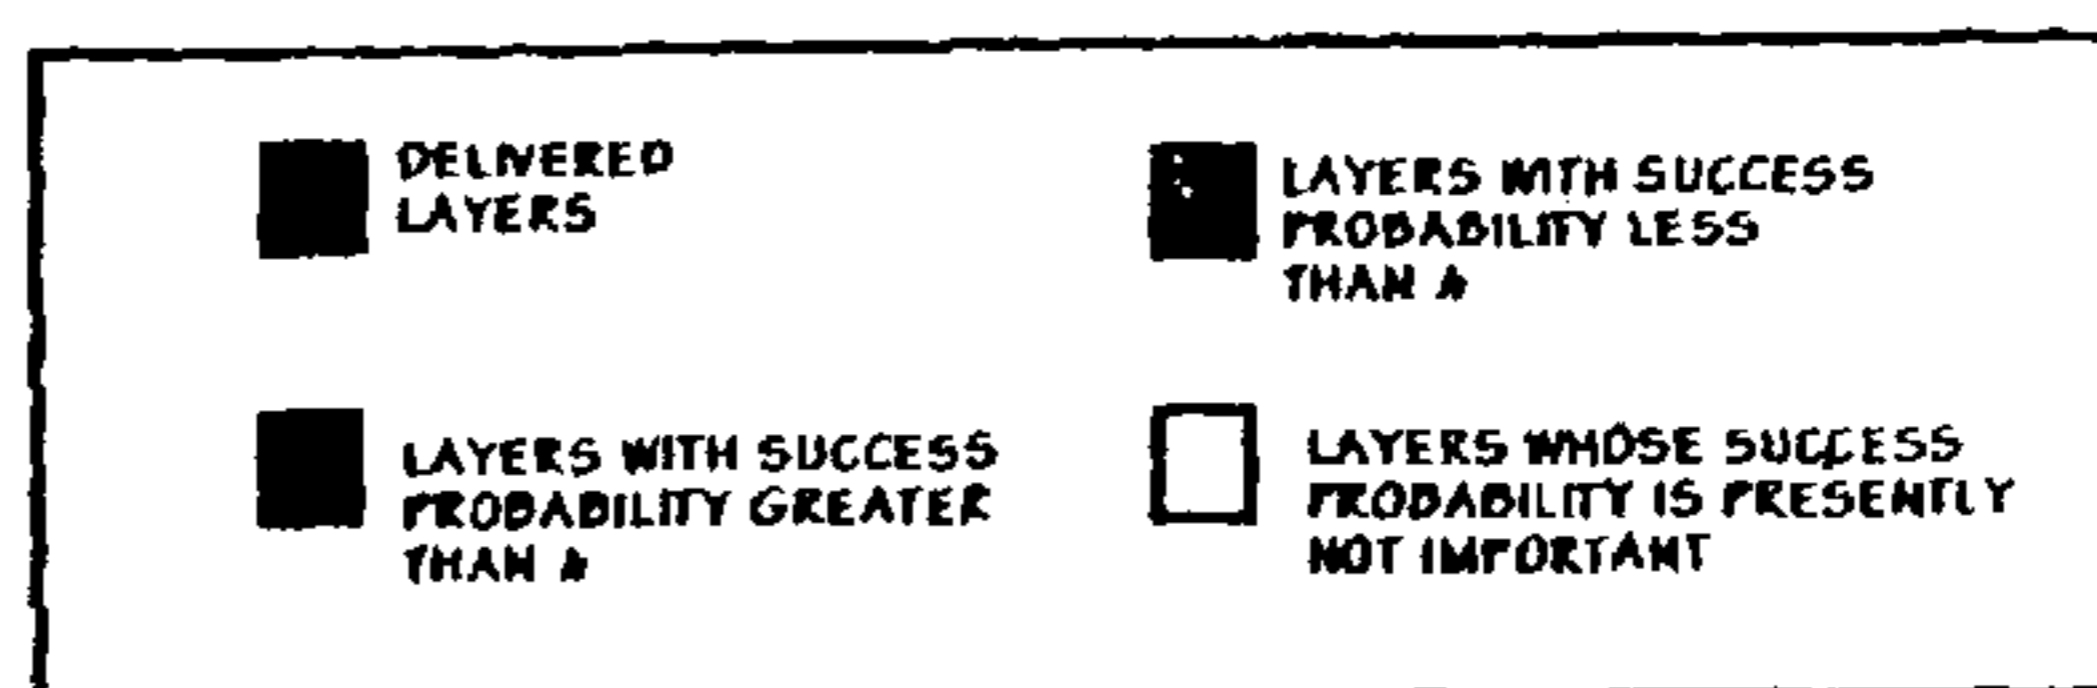 DELIVERED
LAYERS
LAYERS WITH SUCCESS
PROBABILITY LESS
THAN
LAYERS WITH SUCCESS
PROBABILITY GREATER
THAN
LAYERS WHOSE SUCCESS
PROBABILITY IS PRESENTLY
NOT IMPORTANT